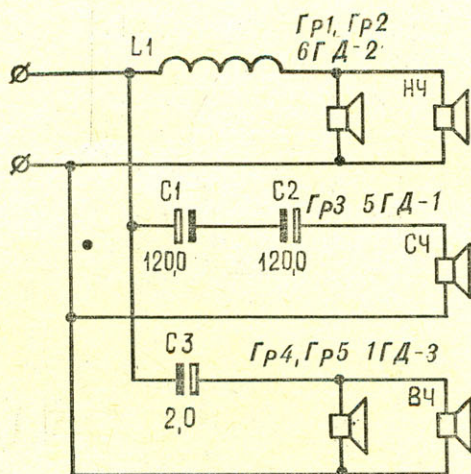 L1
Гр1, Гр2
6ГД-2
НЧ
C1
C2
Гр3 5ГД-1
120,0
120,0
СЧ
C3
Гр4, Гр5 1ГД-3
2,0
ВЧ